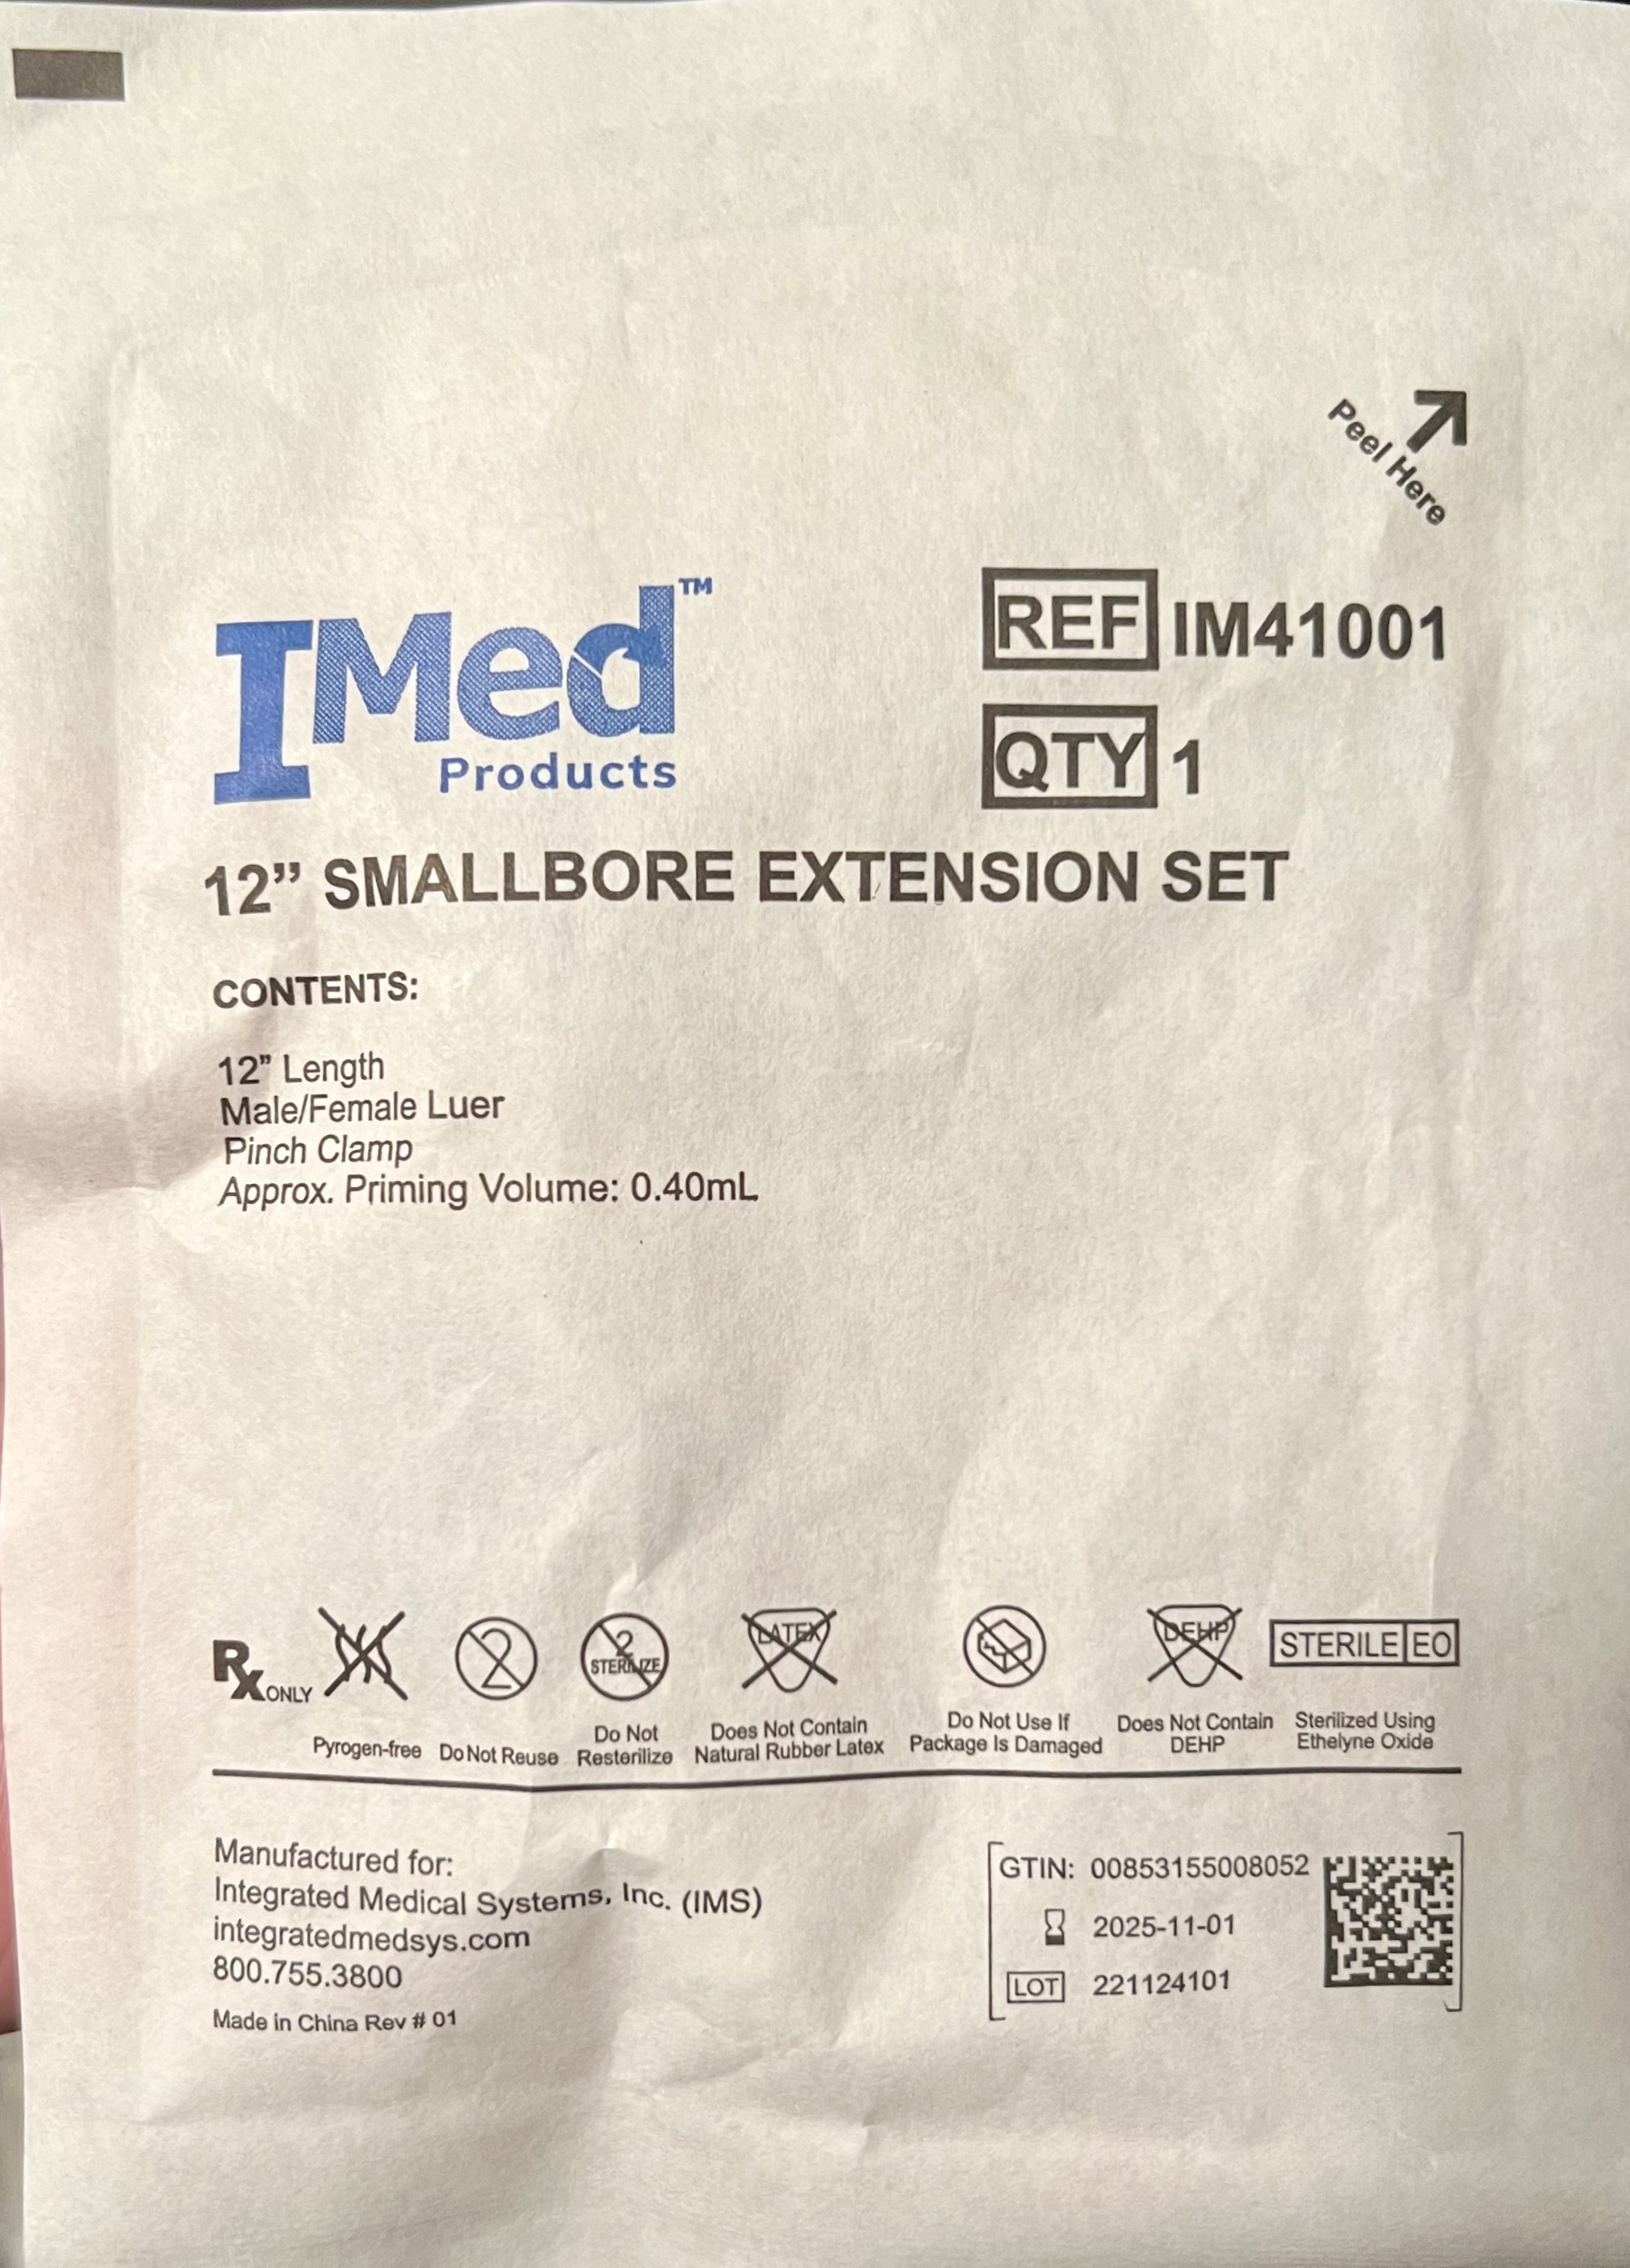 Peel Here
IMed™
Products
REF IM41001
QTY 1
12” SMALLBORE EXTENSION SET
CONTENTS:
12” Length
Male/Female Luer
Pinch Clamp
Approx. Priming Volume: 0.40mL
Rx ONLY
2
2 STERILIZE
LATEX
DEHP
STERILE EO
Pyrogen-free
Do Not Reuse
Do Not
Resterilize
Does Not Contain
Natural Rubber Latex
Do Not Use If
Package Is Damaged
Does Not Contain
DEHP
Sterilized Using
Ethelyne Oxide
Manufactured for:
Integrated Medical Systems, Inc. (IMS)
integratedmedsys.com
800.755.3800
Made in China Rev # 01
GTIN: 00853155008052
2025-11-01
LOT 221124101